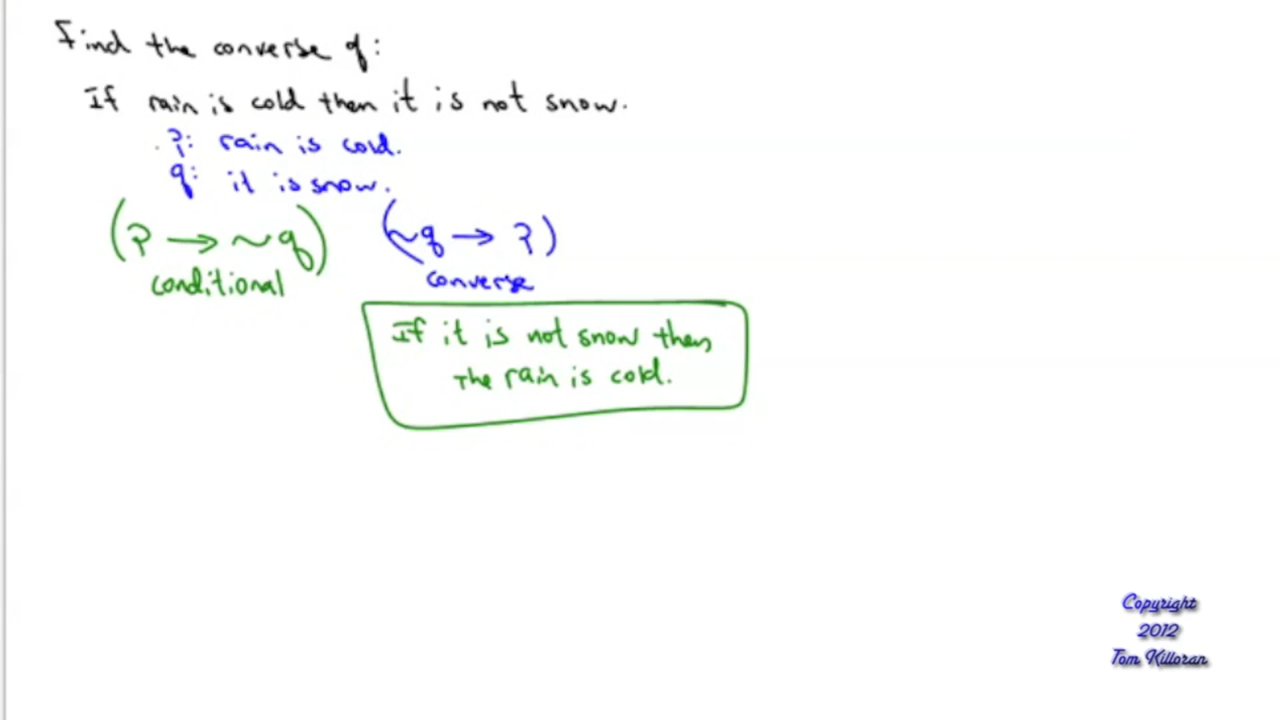 Find the converse of:
If rain is cold then it is not snow.
p: rain is cold.
q: it is snow.
(p → ~q) (~q → p)
conditional converse
If it is not snow then
the rain is cold.
Copyright
2012
Tom Killoran